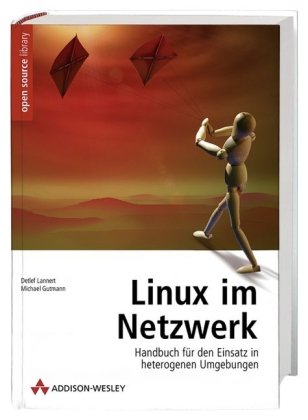 open source library
Detlef Lannert
Michael Gutmann
Linux im
Netzwerk
Handbuch für den Einsatz in
heterogenen Umgebungen
ADDISON-WESLEY